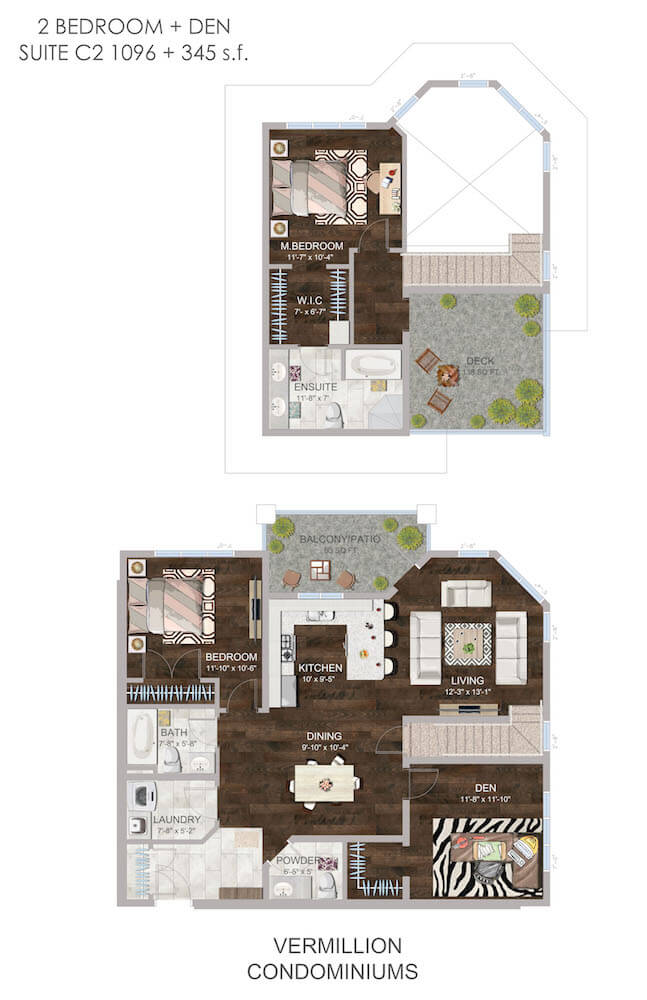 2 BEDROOM + DEN
SUITE C2 1096 + 345 s.f.
M.BEDROOM
11'-7" x 10'-4"
W.I.C
7'- x 6'-7"
ENSUITE
11'-8" x 7'
DECK
138 SQ FT.
BALCONY/PATIO
93 SQ FT
BEDROOM
11'-10" x 10'-6"
KITCHEN
10' x 9'-5"
LIVING
12'-3" x 13'-1"
BATH
7'-8" x 5'-8"
DINING
9'-10" x 10'-4"
DEN
11'-8" x 11'-10"
LAUNDRY
7'-8" x 5'-2"
POWDER
6'-5" x 5'
VERMILLION
CONDOMINIUMS